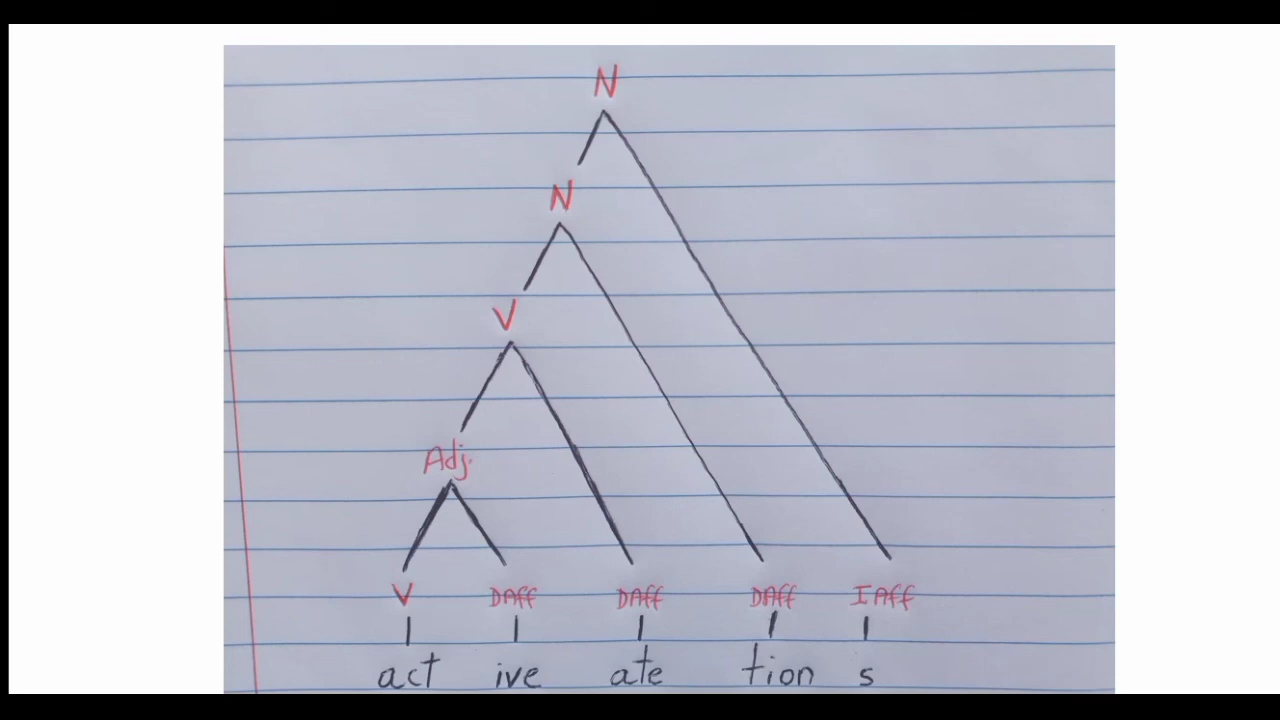 N
N
V
Adj.
V DAff DAff DAff IAff
act ive ate tion s